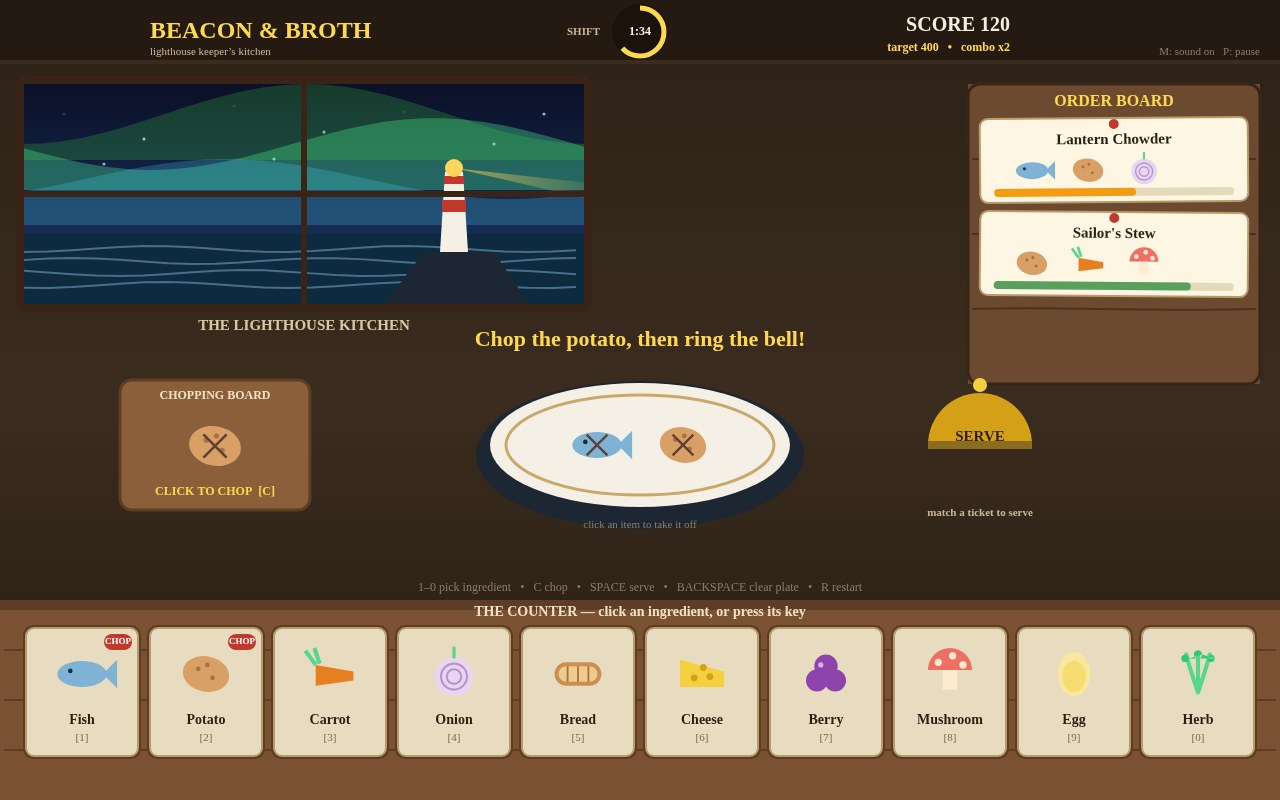 BEACON & BROTH
lighthouse keeper's kitchen
SHIFT
1:34
SCORE 120
target 400 • combo x2
M: sound on P: pause
ORDER BOARD
Lantern Chowder
Sailor's Stew
THE LIGHTHOUSE KITCHEN
Chop the potato, then ring the bell!
CHOPPING BOARD
CLICK TO CHOP [C]
click an item to take it off
SERVE
match a ticket to serve
1–0 pick ingredient • C chop • SPACE serve • BACKSPACE clear plate • R restart
THE COUNTER — click an ingredient, or press its key
CHOP
Fish
[1]
CHOP
Potato
[2]
Carrot
[3]
Onion
[4]
Bread
[5]
Cheese
[6]
Berry
[7]
Mushroom
[8]
Egg
[9]
Herb
[0]